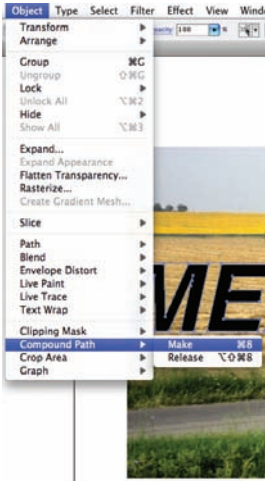 Object Type Select Filter Effect View Window
Transform
Arrange
Group ⌘G
Ungroup ⇧⌘G
Lock
Unlock All ⌥⌘2
Hide
Show All ⌥⌘3
Expand...
Expand Appearance
Flatten Transparency...
Rasterize...
Create Gradient Mesh...
Slice
Path
Blend
Envelope Distort
Live Paint
Live Trace
Text Wrap
Clipping Mask
Compound Path
Crop Area
Graph
Make ⌘8
Release ⌥⇧⌘8
100 %
ME